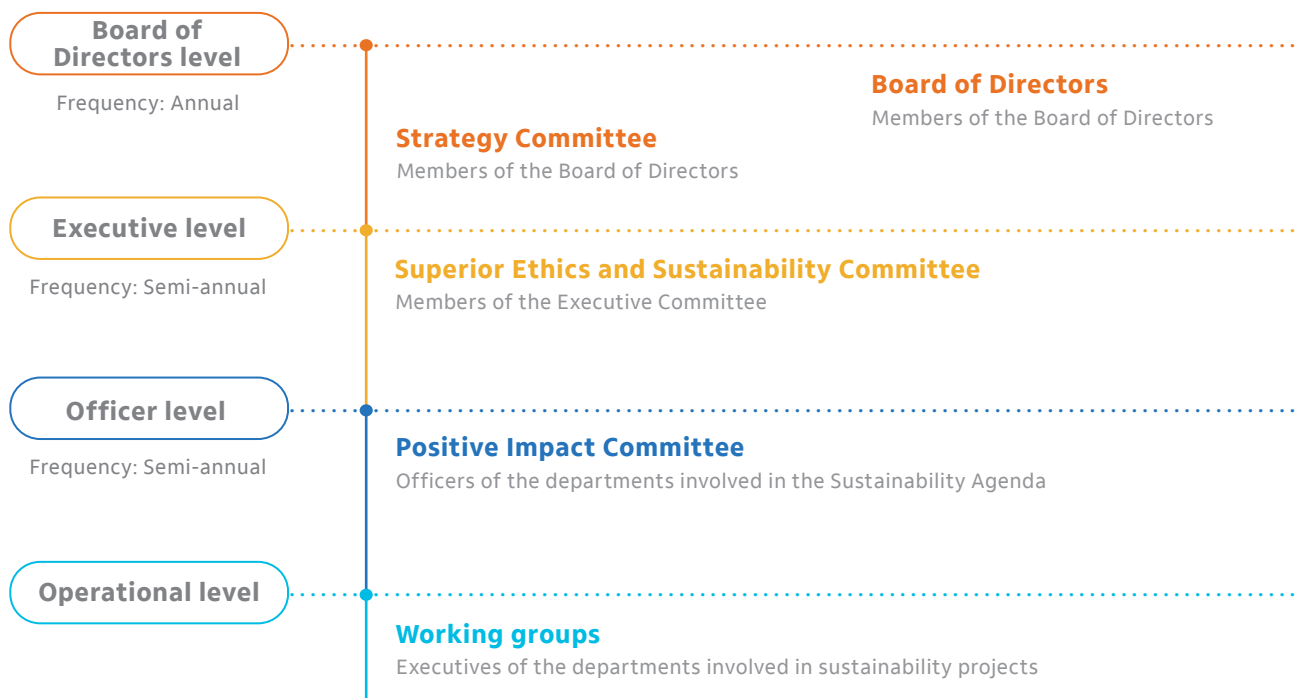 Board of
Directors level
Frequency: Annual
Board of Directors
Members of the Board of Directors
Strategy Committee
Members of the Board of Directors
Executive level
Frequency: Semi-annual
Superior Ethics and Sustainability Committee
Members of the Executive Committee
Officer level
Frequency: Semi-annual
Positive Impact Committee
Officers of the departments involved in the Sustainability Agenda
Operational level
Working groups
Executives of the departments involved in sustainability projects